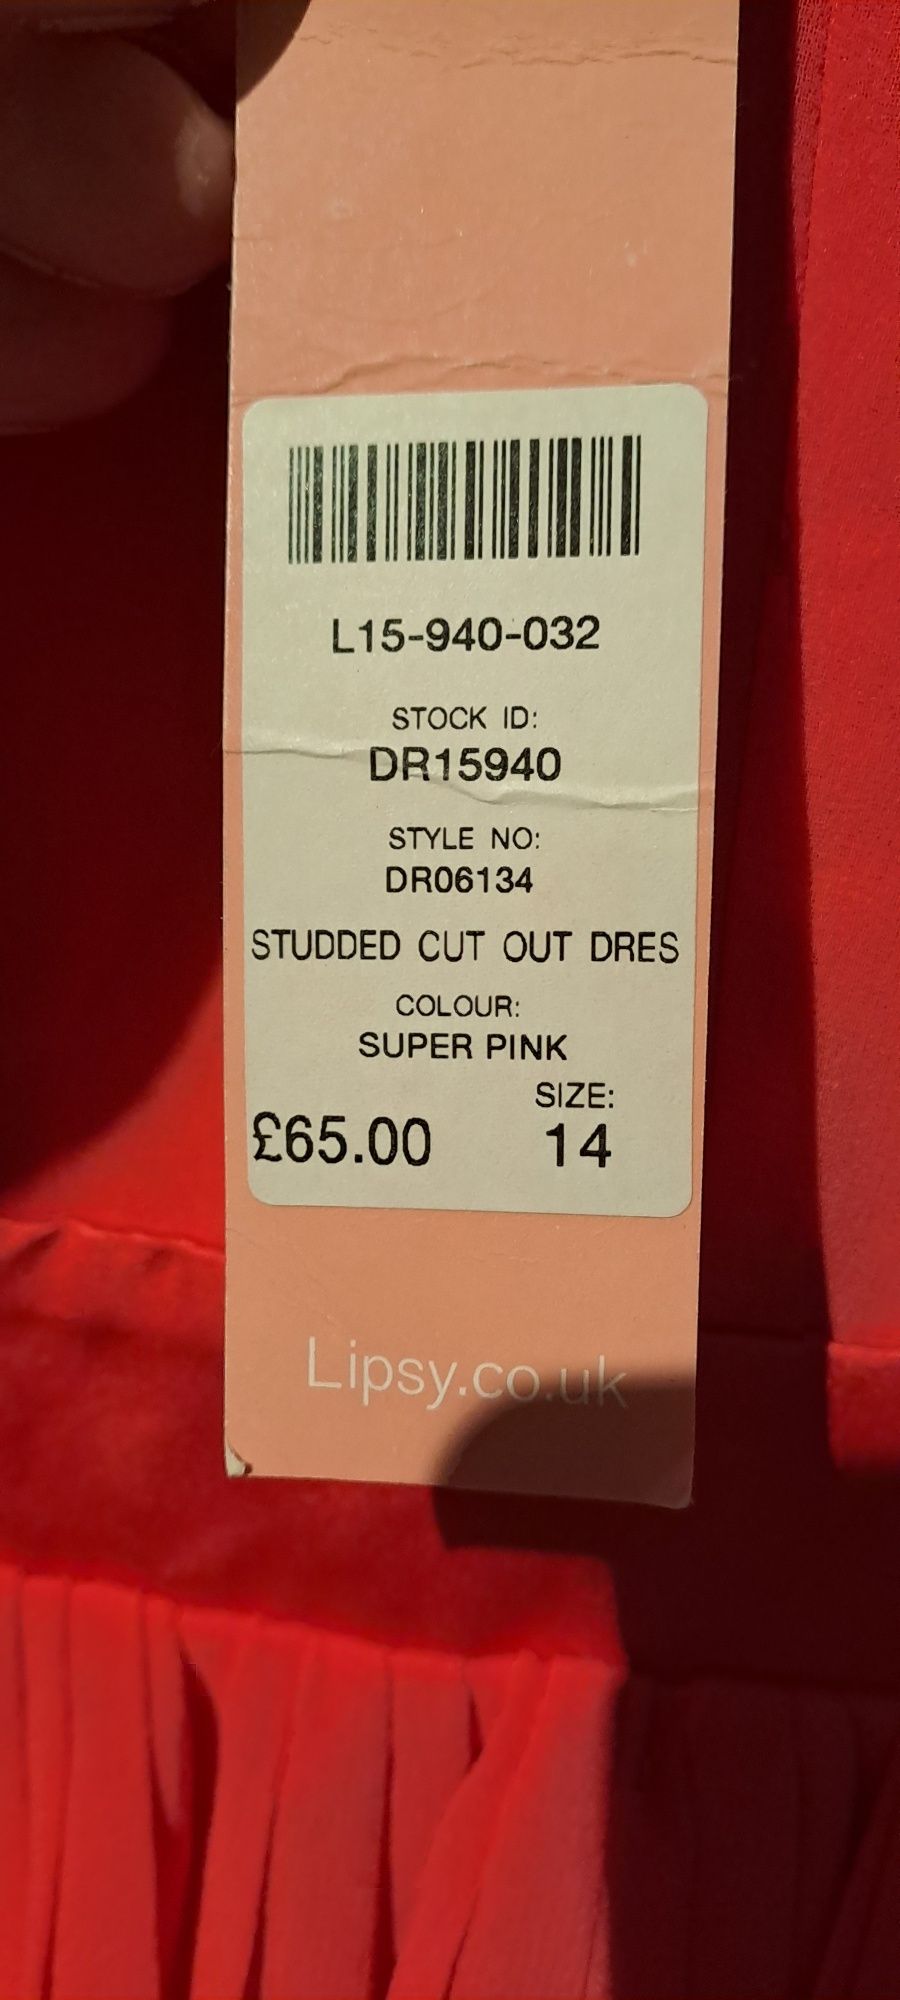 L15-940-032
STOCK ID:
DR15940
STYLE NO:
DR06134
STUDDED CUT OUT DRES
COLOUR:
SUPER PINK
SIZE:
£65.00 14
Lipsy.co.uk